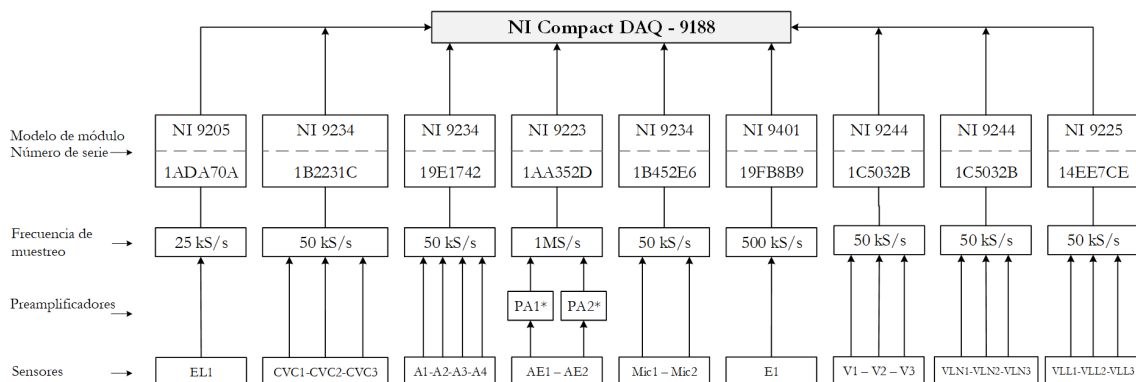 NI Compact DAQ - 9188
Modelo de módulo
Número de serie
NI 9205
NI 9234
NI 9234
NI 9223
NI 9234
NI 9401
NI 9244
NI 9244
NI 9225
1ADA70A
1B2231C
19E1742
1AA352D
1B452E6
19FB8B9
1C5032B
1C5032B
14EE7CE
Frecuencia de
muestreo
25 kS/s
50 kS/s
50 kS/s
1MS/s
50 kS/s
500 kS/s
50 kS/s
50 kS/s
50 kS/s
Preamplificadores
PA1*
PA2*
Sensores
EL1
CVC1-CVC2-CVC3
A1-A2-A3-A4
AE1 – AE2
Mic1 – Mic2
E1
V1 – V2 – V3
VLN1-VLN2-VLN3
VLL1-VLL2-VLL3